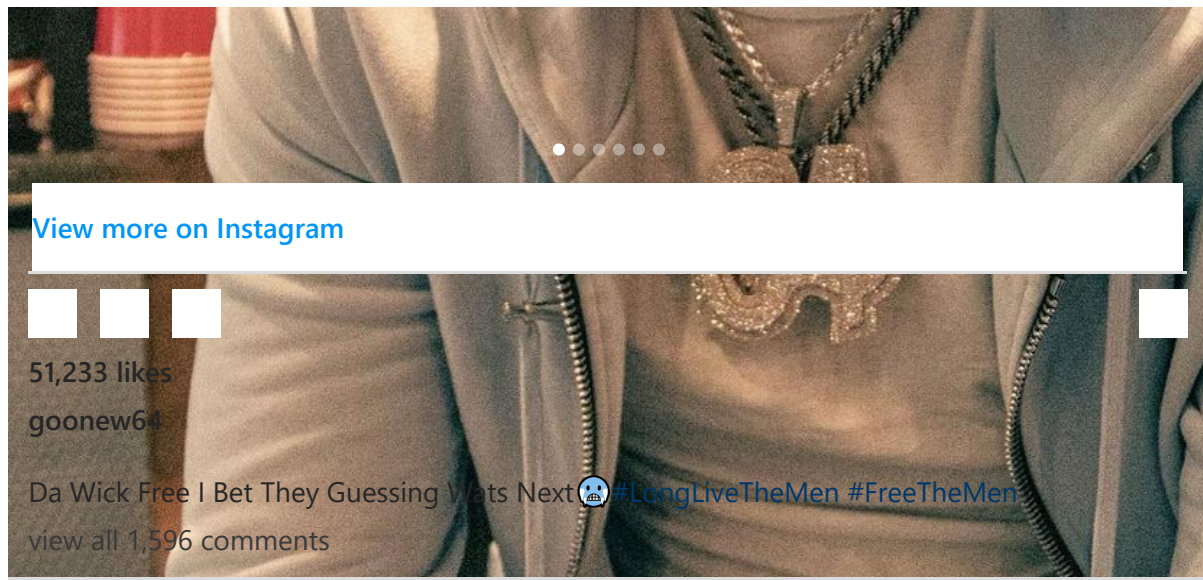 View more on Instagram
51,233 likes
goonew64
Da Wick Free I Bet They Guessing Wats Next🥶#LongLiveTheMen #FreeTheMen
view all 1,596 comments